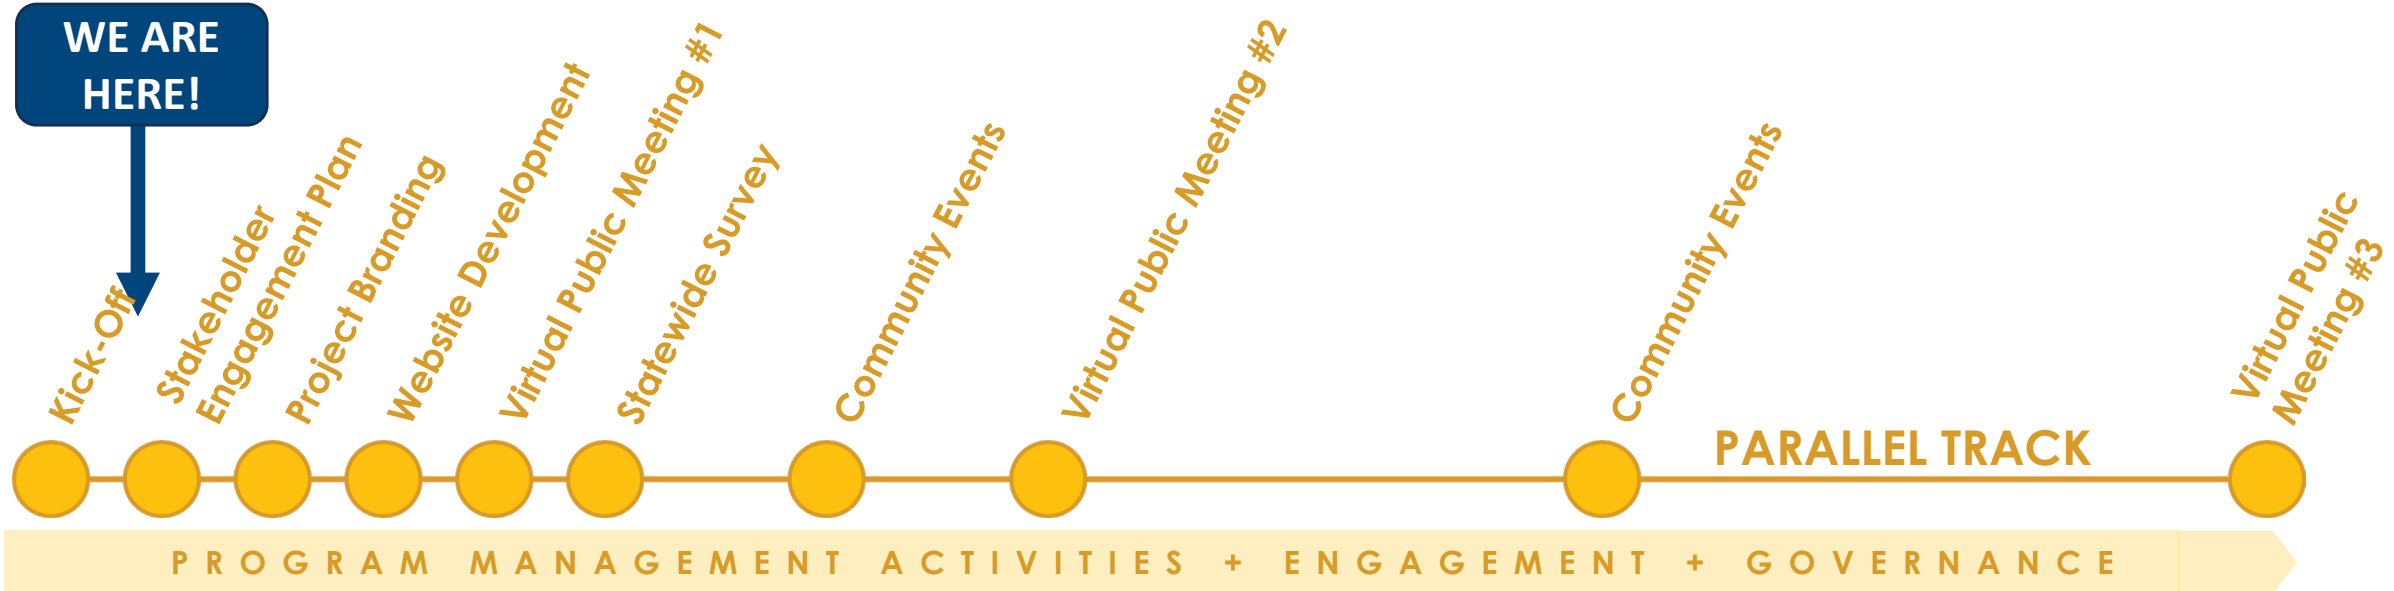 WE ARE
HERE!
Kick-Off
Stakeholder
Engagement Plan
Project Branding
Website Development
Virtual Public Meeting #1
Statewide Survey
Community Events
Virtual Public Meeting #2
Community Events
Virtual Public
Meeting #3
PARALLEL TRACK
PROGRAM MANAGEMENT ACTIVITIES + ENGAGEMENT + GOVERNANCE